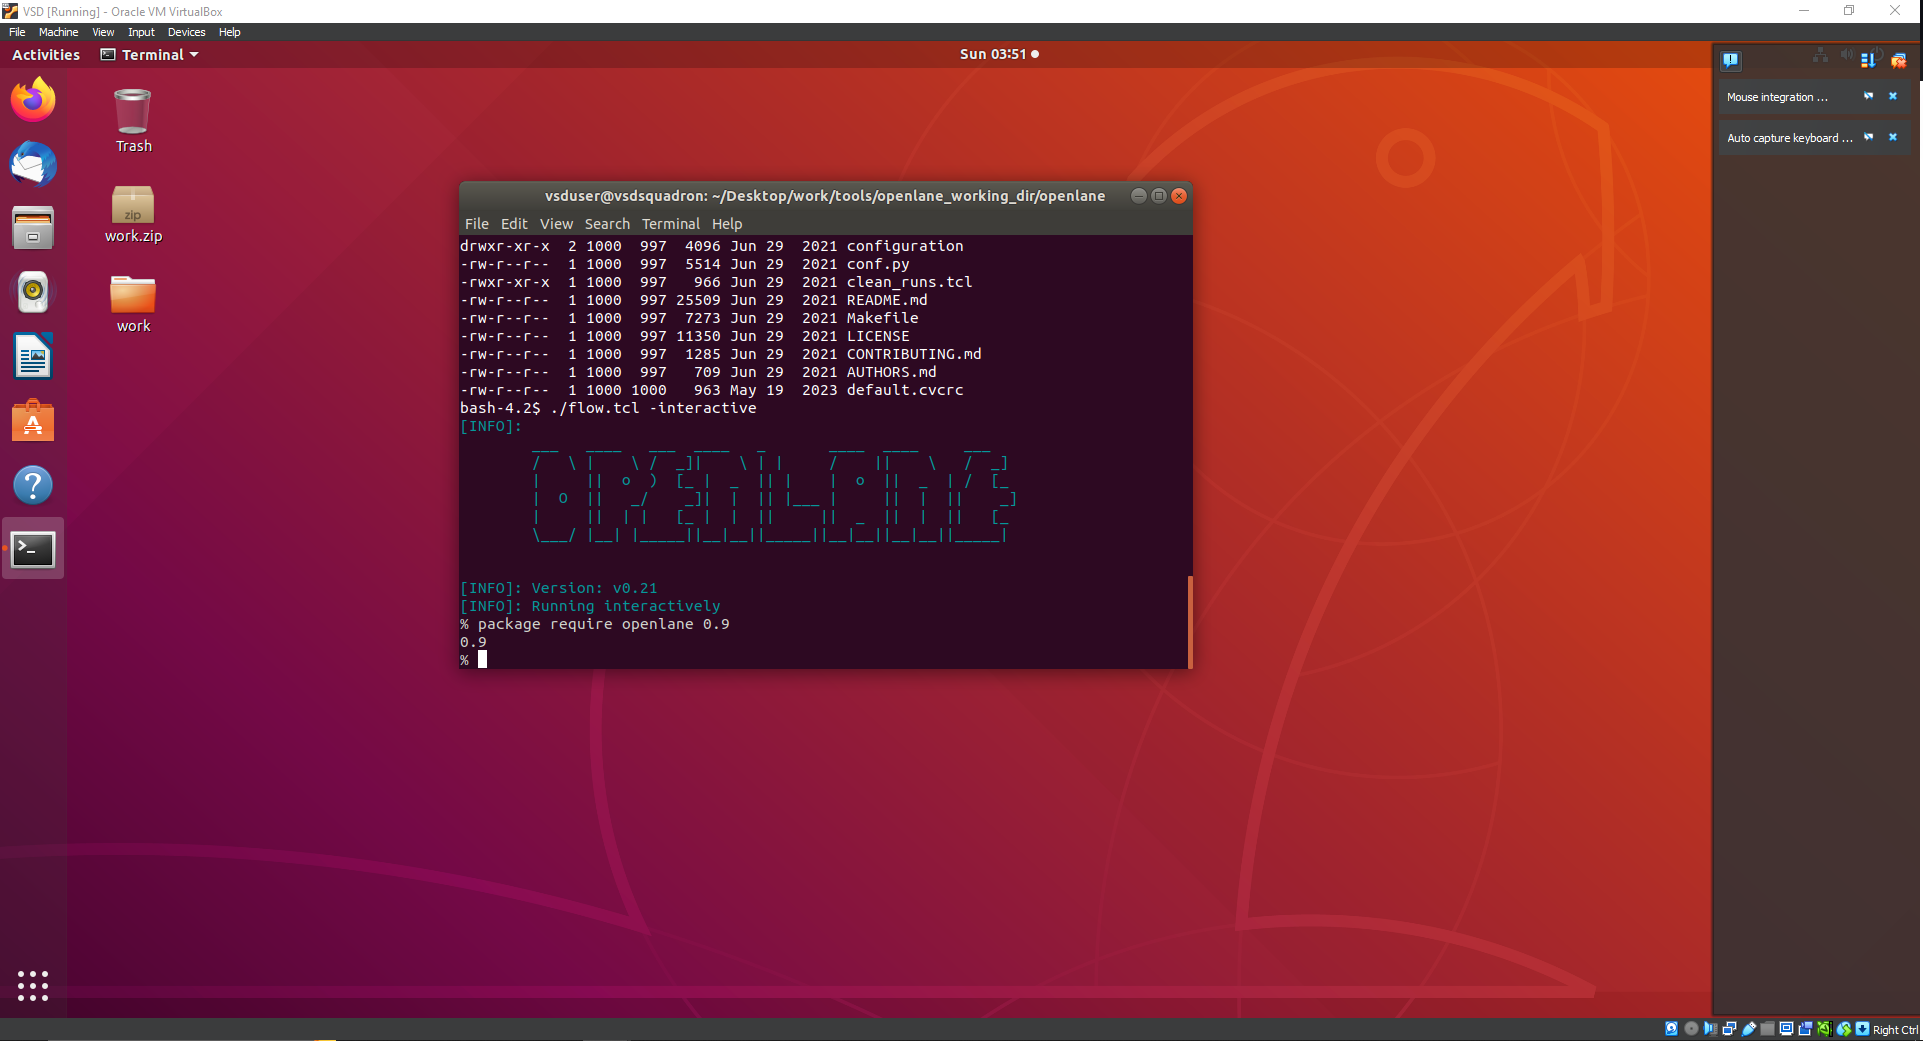 VSD [Running] - Oracle VM VirtualBox
File Machine View Input Devices Help
Activities Terminal Sun 03:51
Mouse integration ...
Auto capture keyboard ...
Trash
zip
work.zip
work
vsduser@vsdsquadron: ~/Desktop/work/tools/openlane_working_dir/openlane
File Edit View Search Terminal Help
drwxr-xr-x  2 1000  997  4096 Jun 29  2021 configuration
-rw-r--r--  1 1000  997  5514 Jun 29  2021 conf.py
-rwxr-xr-x  1 1000  997   966 Jun 29  2021 clean_runs.tcl
-rw-r--r--  1 1000  997 25509 Jun 29  2021 README.md
-rw-r--r--  1 1000  997  7273 Jun 29  2021 Makefile
-rw-r--r--  1 1000  997 11350 Jun 29  2021 LICENSE
-rw-r--r--  1 1000  997  1285 Jun 29  2021 CONTRIBUTING.md
-rw-r--r--  1 1000  997   709 Jun 29  2021 AUTHORS.md
-rw-r--r--  1 1000 1000   963 May 19  2023 default.cvcrc
bash-4.2$ ./flow.tcl -interactive
[INFO]:
OPENLANE
[INFO]: Version: v0.21
[INFO]: Running interactively
% package require openlane 0.9
0.9
%
Right Ctrl